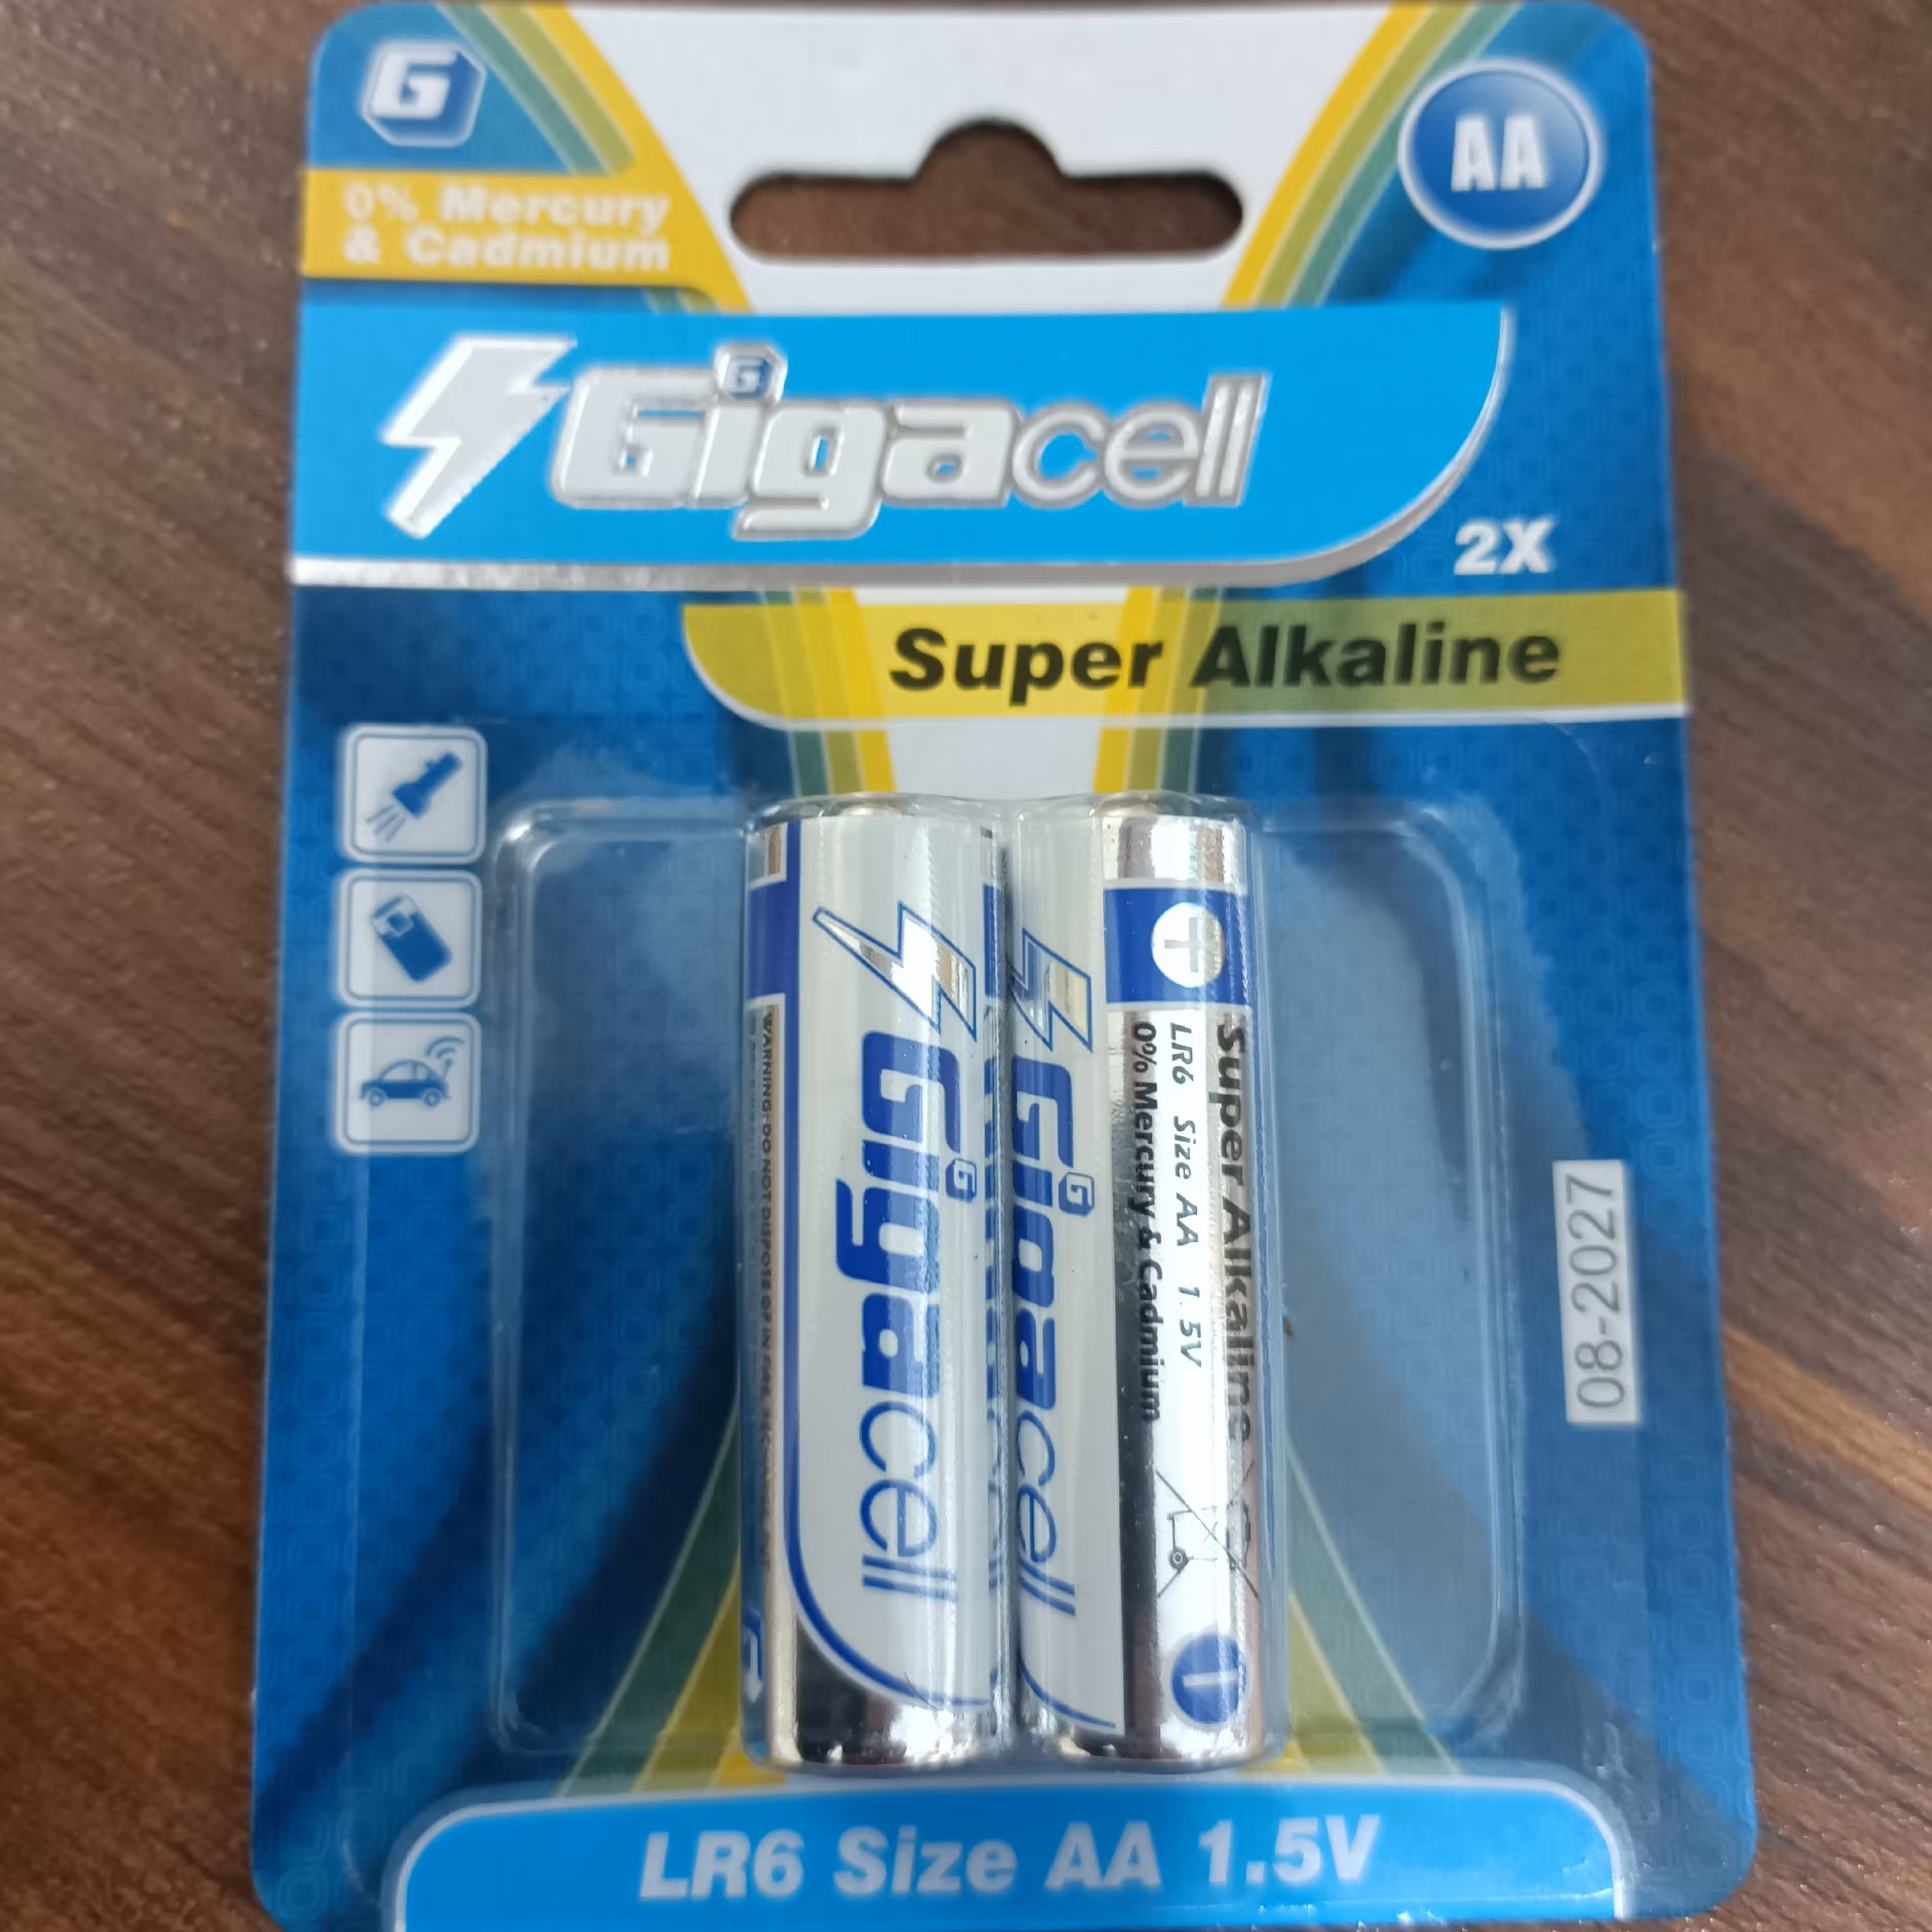 G
AA
0% Mercury
& Cadmium
Gigacell
2X
Super Alkaline
Gigacell
Gigacell
Super Alkaline
LR6 Size AA 1.5V
0% Mercury & Cadmium
08-2027
LR6 Size AA 1.5V